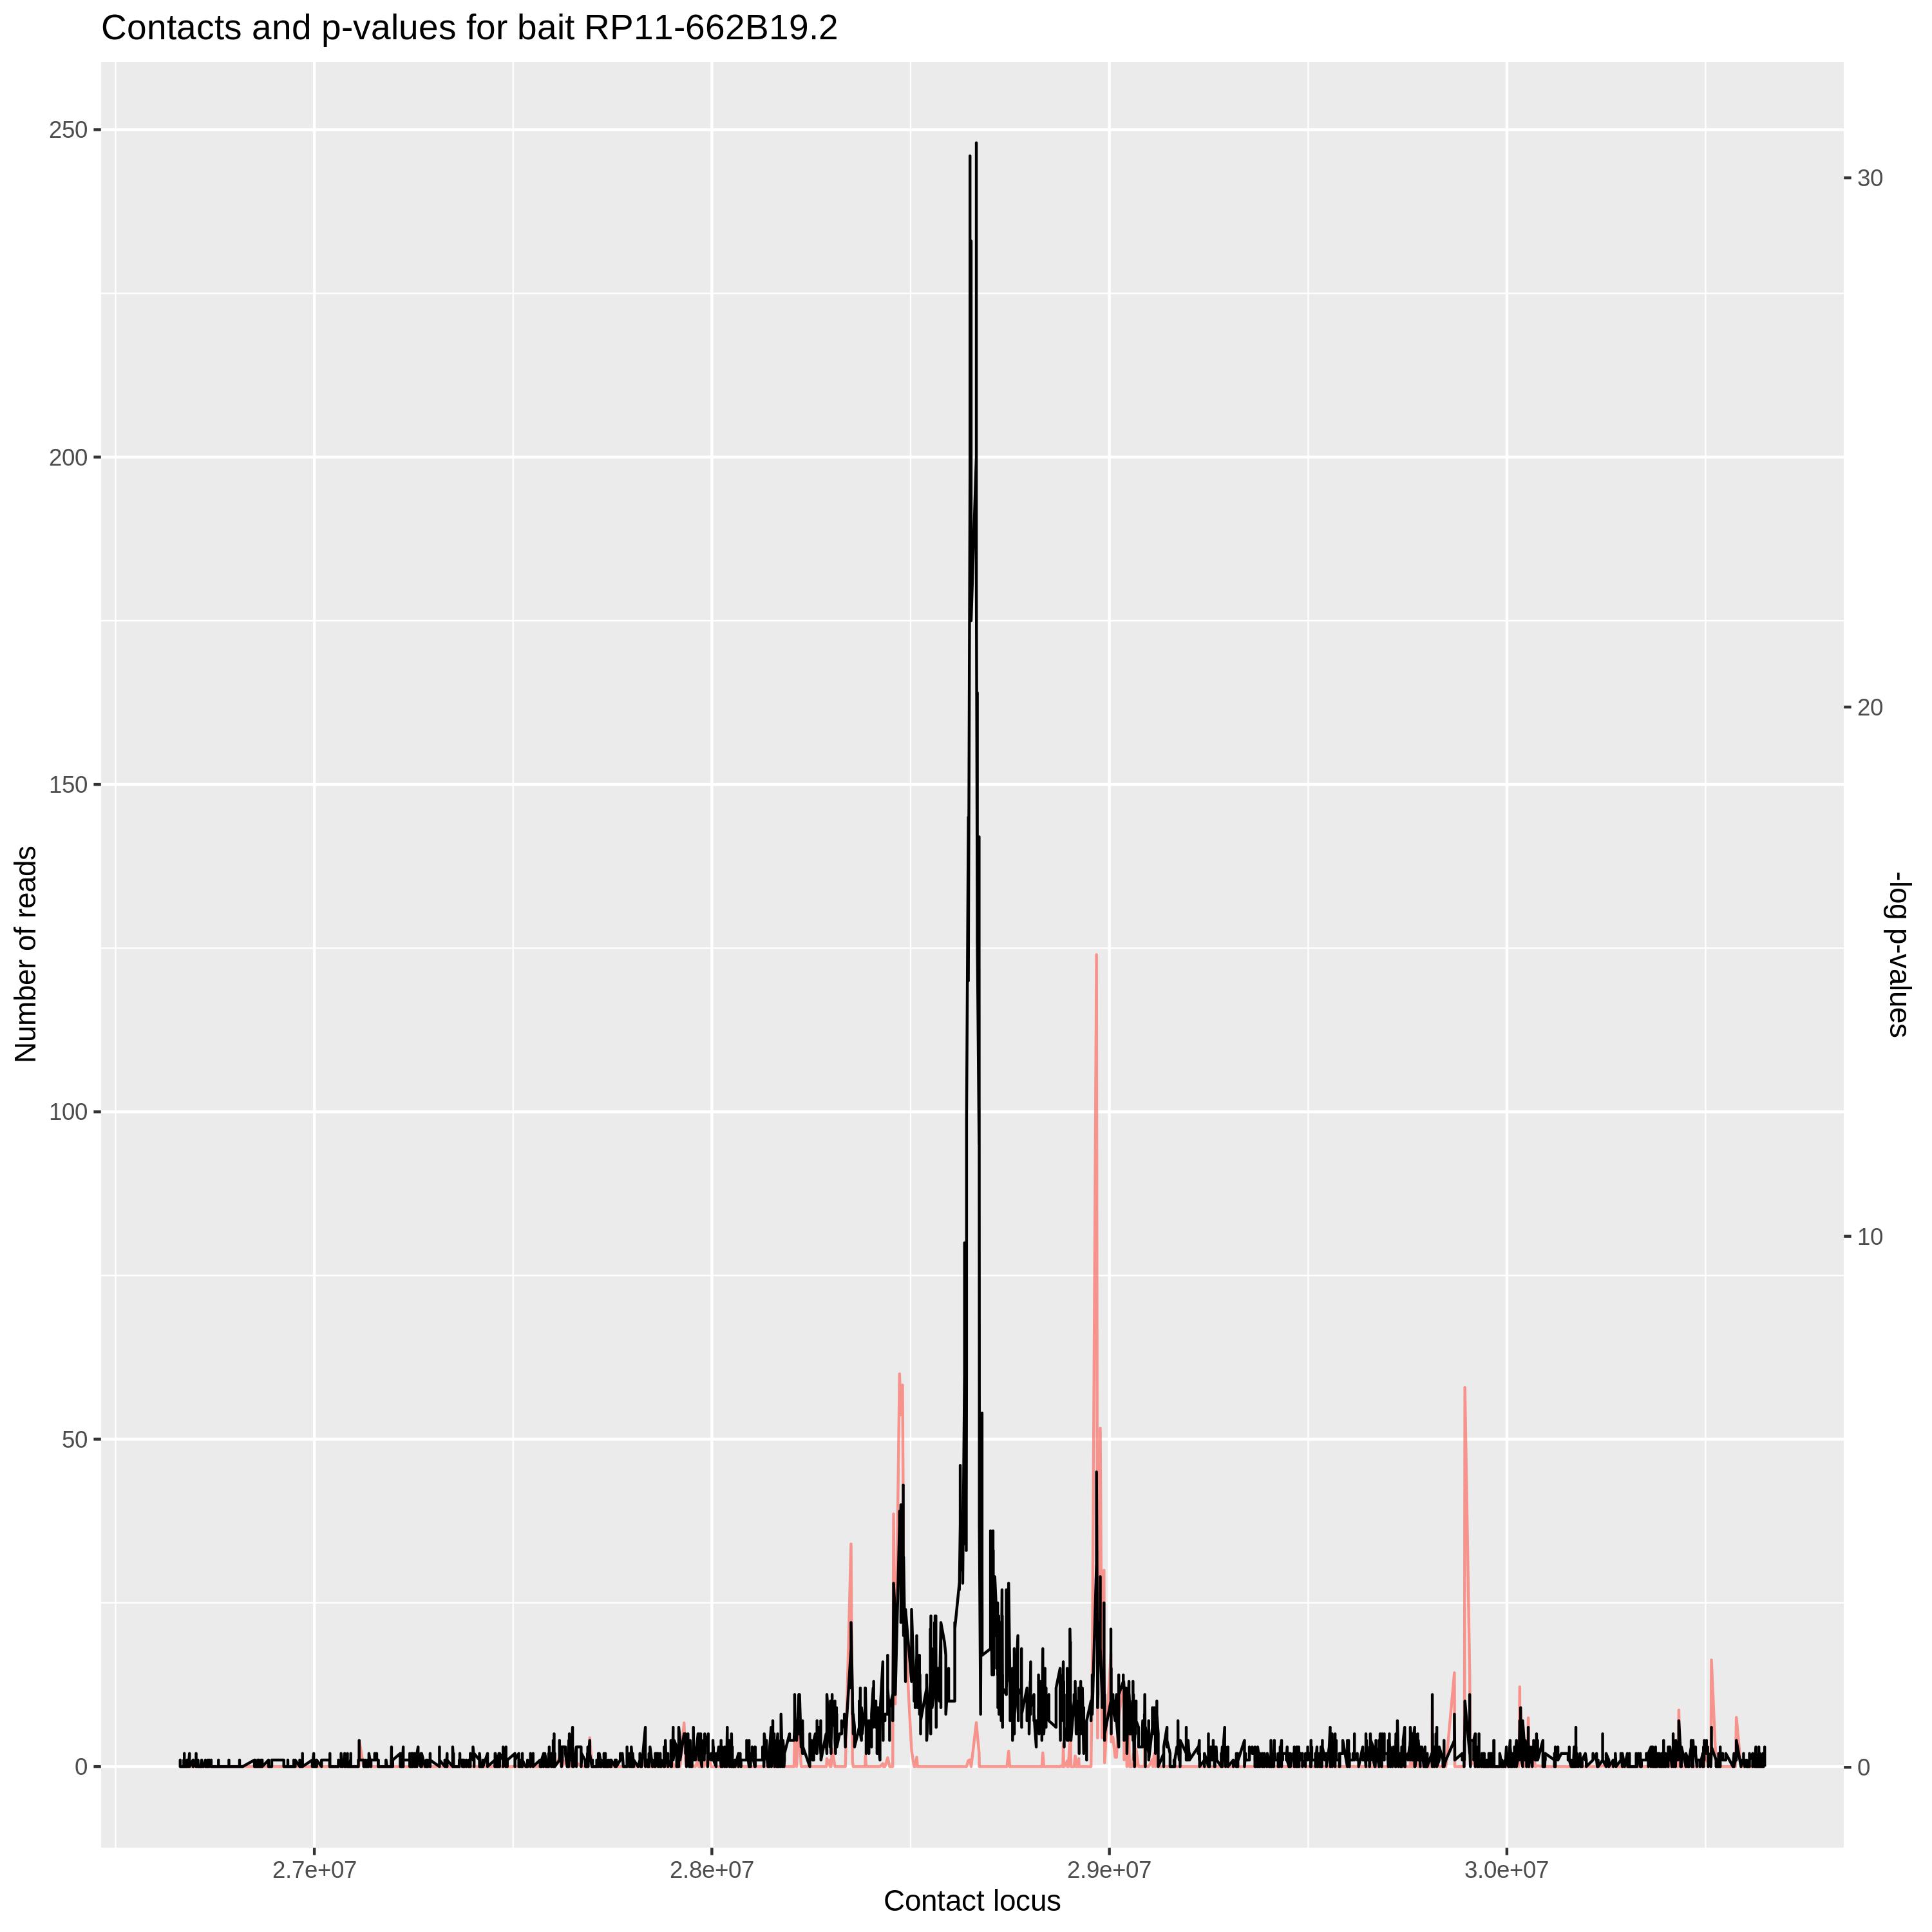 Contacts and p-values for bait RP11-662B19.2
250
200
150
100
50
0
Number of reads
30
20
10
0
-log p-values
2.7e+07
2.8e+07
2.9e+07
3.0e+07
Contact locus